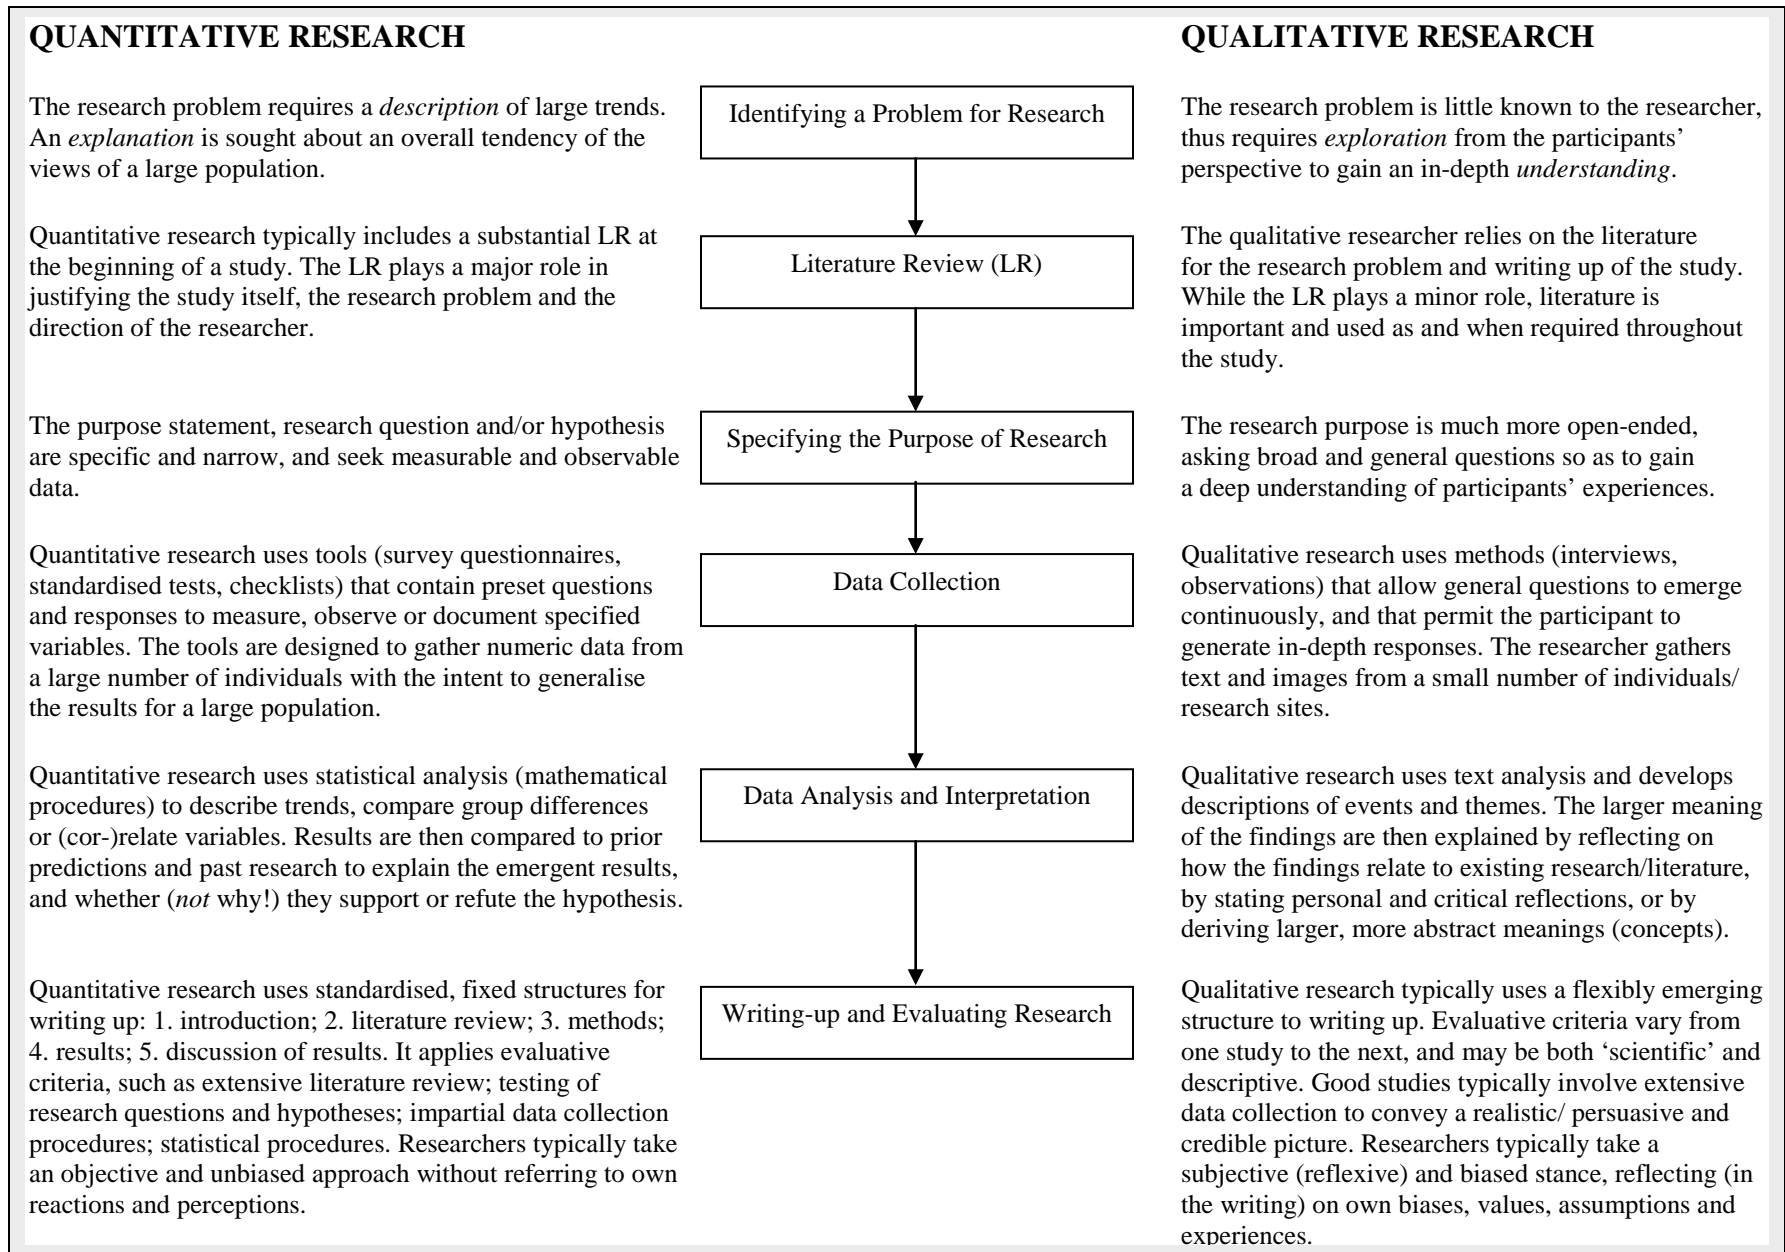 QUANTITATIVE RESEARCH
The research problem requires a description of large trends.
An explanation is sought about an overall tendency of the
views of a large population.
Quantitative research typically includes a substantial LR at
the beginning of a study. The LR plays a major role in
justifying the study itself, the research problem and the
direction of the researcher.
The purpose statement, research question and/or hypothesis
are specific and narrow, and seek measurable and observable
data.
Quantitative research uses tools (survey questionnaires,
standardised tests, checklists) that contain preset questions
and responses to measure, observe or document specified
variables. The tools are designed to gather numeric data from
a large number of individuals with the intent to generalise
the results for a large population.
Quantitative research uses statistical analysis (mathematical
procedures) to describe trends, compare group differences
or (cor-)relate variables. Results are then compared to prior
predictions and past research to explain the emergent results,
and whether (not why!) they support or refute the hypothesis.
Quantitative research uses standardised, fixed structures for
writing up: 1. introduction; 2. literature review; 3. methods;
4. results; 5. discussion of results. It applies evaluative
criteria, such as extensive literature review; testing of
research questions and hypotheses; impartial data collection
procedures; statistical procedures. Researchers typically take
an objective and unbiased approach without referring to own
reactions and perceptions.
Identifying a Problem for Research
Literature Review (LR)
Specifying the Purpose of Research
Data Collection
Data Analysis and Interpretation
Writing-up and Evaluating Research
QUALITATIVE RESEARCH
The research problem is little known to the researcher,
thus requires exploration from the participants’
perspective to gain an in-depth understanding.
The qualitative researcher relies on the literature
for the research problem and writing up of the study.
While the LR plays a minor role, literature is
important and used as and when required throughout
the study.
The research purpose is much more open-ended,
asking broad and general questions so as to gain
a deep understanding of participants’ experiences.
Qualitative research uses methods (interviews,
observations) that allow general questions to emerge
continuously, and that permit the participant to
generate in-depth responses. The researcher gathers
text and images from a small number of individuals/
research sites.
Qualitative research uses text analysis and develops
descriptions of events and themes. The larger meaning
of the findings are then explained by reflecting on
how the findings relate to existing research/literature,
by stating personal and critical reflections, or by
deriving larger, more abstract meanings (concepts).
Qualitative research typically uses a flexibly emerging
structure to writing up. Evaluative criteria vary from
one study to the next, and may be both ‘scientific’ and
descriptive. Good studies typically involve extensive
data collection to convey a realistic/ persuasive and
credible picture. Researchers typically take a
subjective (reflexive) and biased stance, reflecting (in
the writing) on own biases, values, assumptions and
experiences.